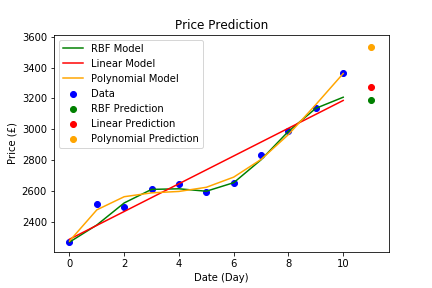 Price Prediction
RBF Model
Linear Model
Polynomial Model
Data
RBF Prediction
Linear Prediction
Polynomial Prediction
3600
3400
3200
3000
2800
2600
2400
Price (£)
0 2 4 6 8 10
Date (Day)